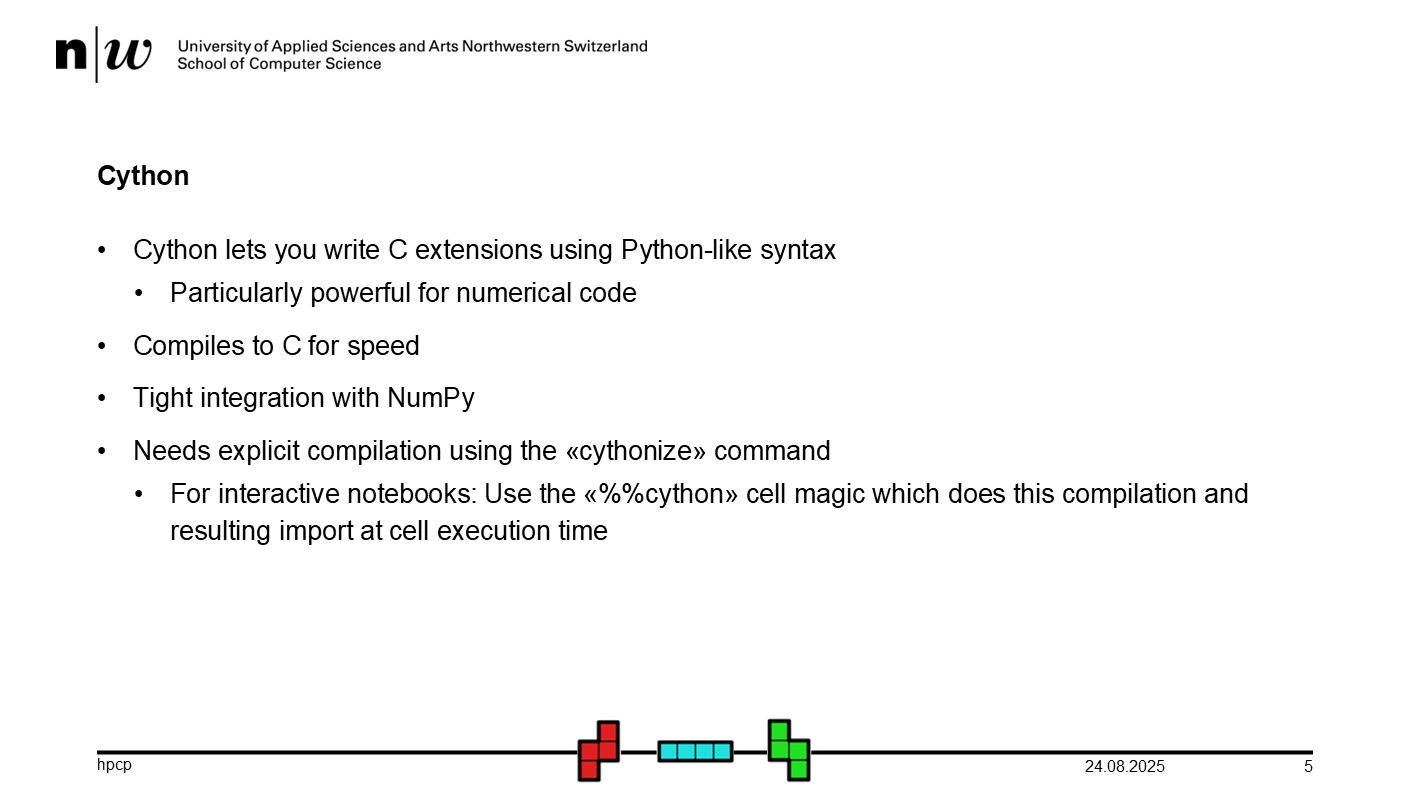 n|w University of Applied Sciences and Arts Northwestern Switzerland
School of Computer Science
Cython
• Cython lets you write C extensions using Python-like syntax
• Particularly powerful for numerical code
• Compiles to C for speed
• Tight integration with NumPy
• Needs explicit compilation using the «cythonize» command
• For interactive notebooks: Use the «%%cython» cell magic which does this compilation and
resulting import at cell execution time
hpcp 24.08.2025 5